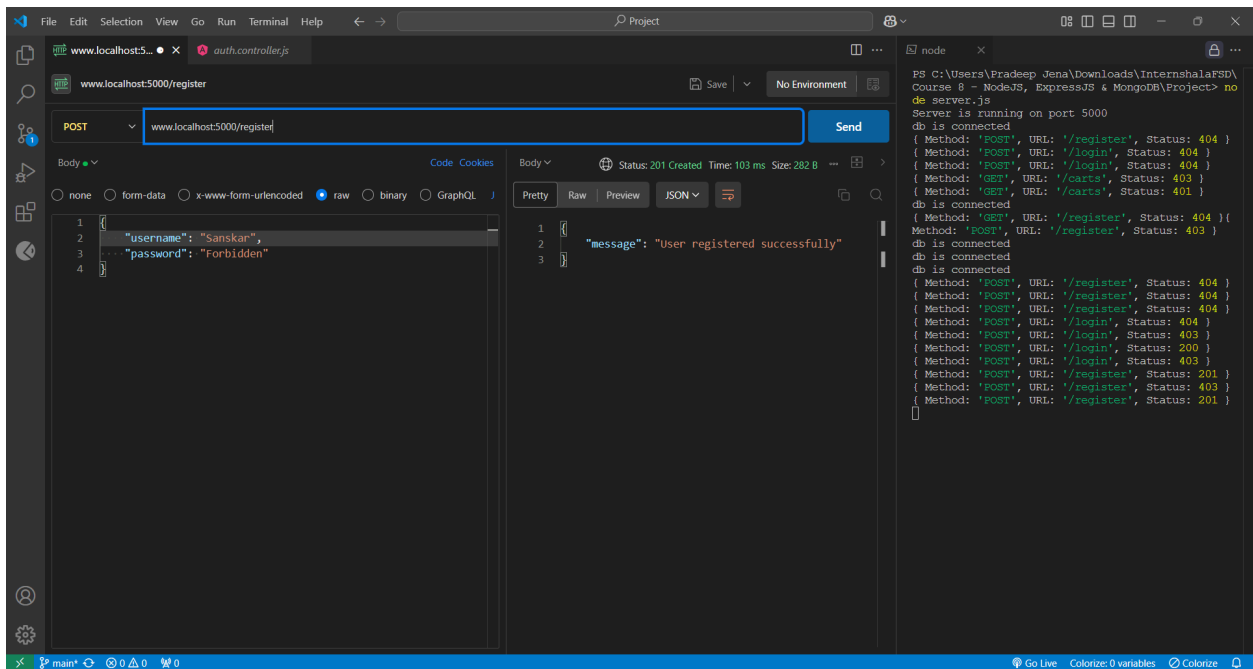 File Edit Selection View Go Run Terminal Help ← → Project
www.localhost:5... ● × auth.controller.js
node ×
www.localhost:5000/register
Save No Environment
POST www.localhost:5000/register Send
Body Code Cookies
none form-data x-www-form-urlencoded raw binary GraphQL J
1 {
2 "username": "Sanskar",
3 ····"password":·"Forbidden"
4 }
Body Status: 201 Created Time: 103 ms Size: 282 B
Pretty Raw Preview JSON
1 {
2 "message": "User registered successfully"
3 }
PS C:\Users\Pradeep Jena\Downloads\InternshalaFSD\
Course 8 - NodeJS, ExpressJS & MongoDB\Project> no
de server.js
Server is running on port 5000
db is connected
{ Method: 'POST', URL: '/register', Status: 404 }
{ Method: 'POST', URL: '/login', Status: 404 }
{ Method: 'POST', URL: '/login', Status: 404 }
{ Method: 'GET', URL: '/carts', Status: 403 }
{ Method: 'GET', URL: '/carts', Status: 401 }
db is connected
{ Method: 'GET', URL: '/register', Status: 404 }{
Method: 'POST', URL: '/register', Status: 403 }
db is connected
db is connected
db is connected
{ Method: 'POST', URL: '/register', Status: 404 }
{ Method: 'POST', URL: '/register', Status: 404 }
{ Method: 'POST', URL: '/register', Status: 404 }
{ Method: 'POST', URL: '/login', Status: 404 }
{ Method: 'POST', URL: '/login', Status: 403 }
{ Method: 'POST', URL: '/login', Status: 200 }
{ Method: 'POST', URL: '/login', Status: 403 }
{ Method: 'POST', URL: '/register', Status: 201 }
{ Method: 'POST', URL: '/register', Status: 403 }
{ Method: 'POST', URL: '/register', Status: 201 }
1
main* 0 0 0 Go Live Colorize: 0 variables Colorize